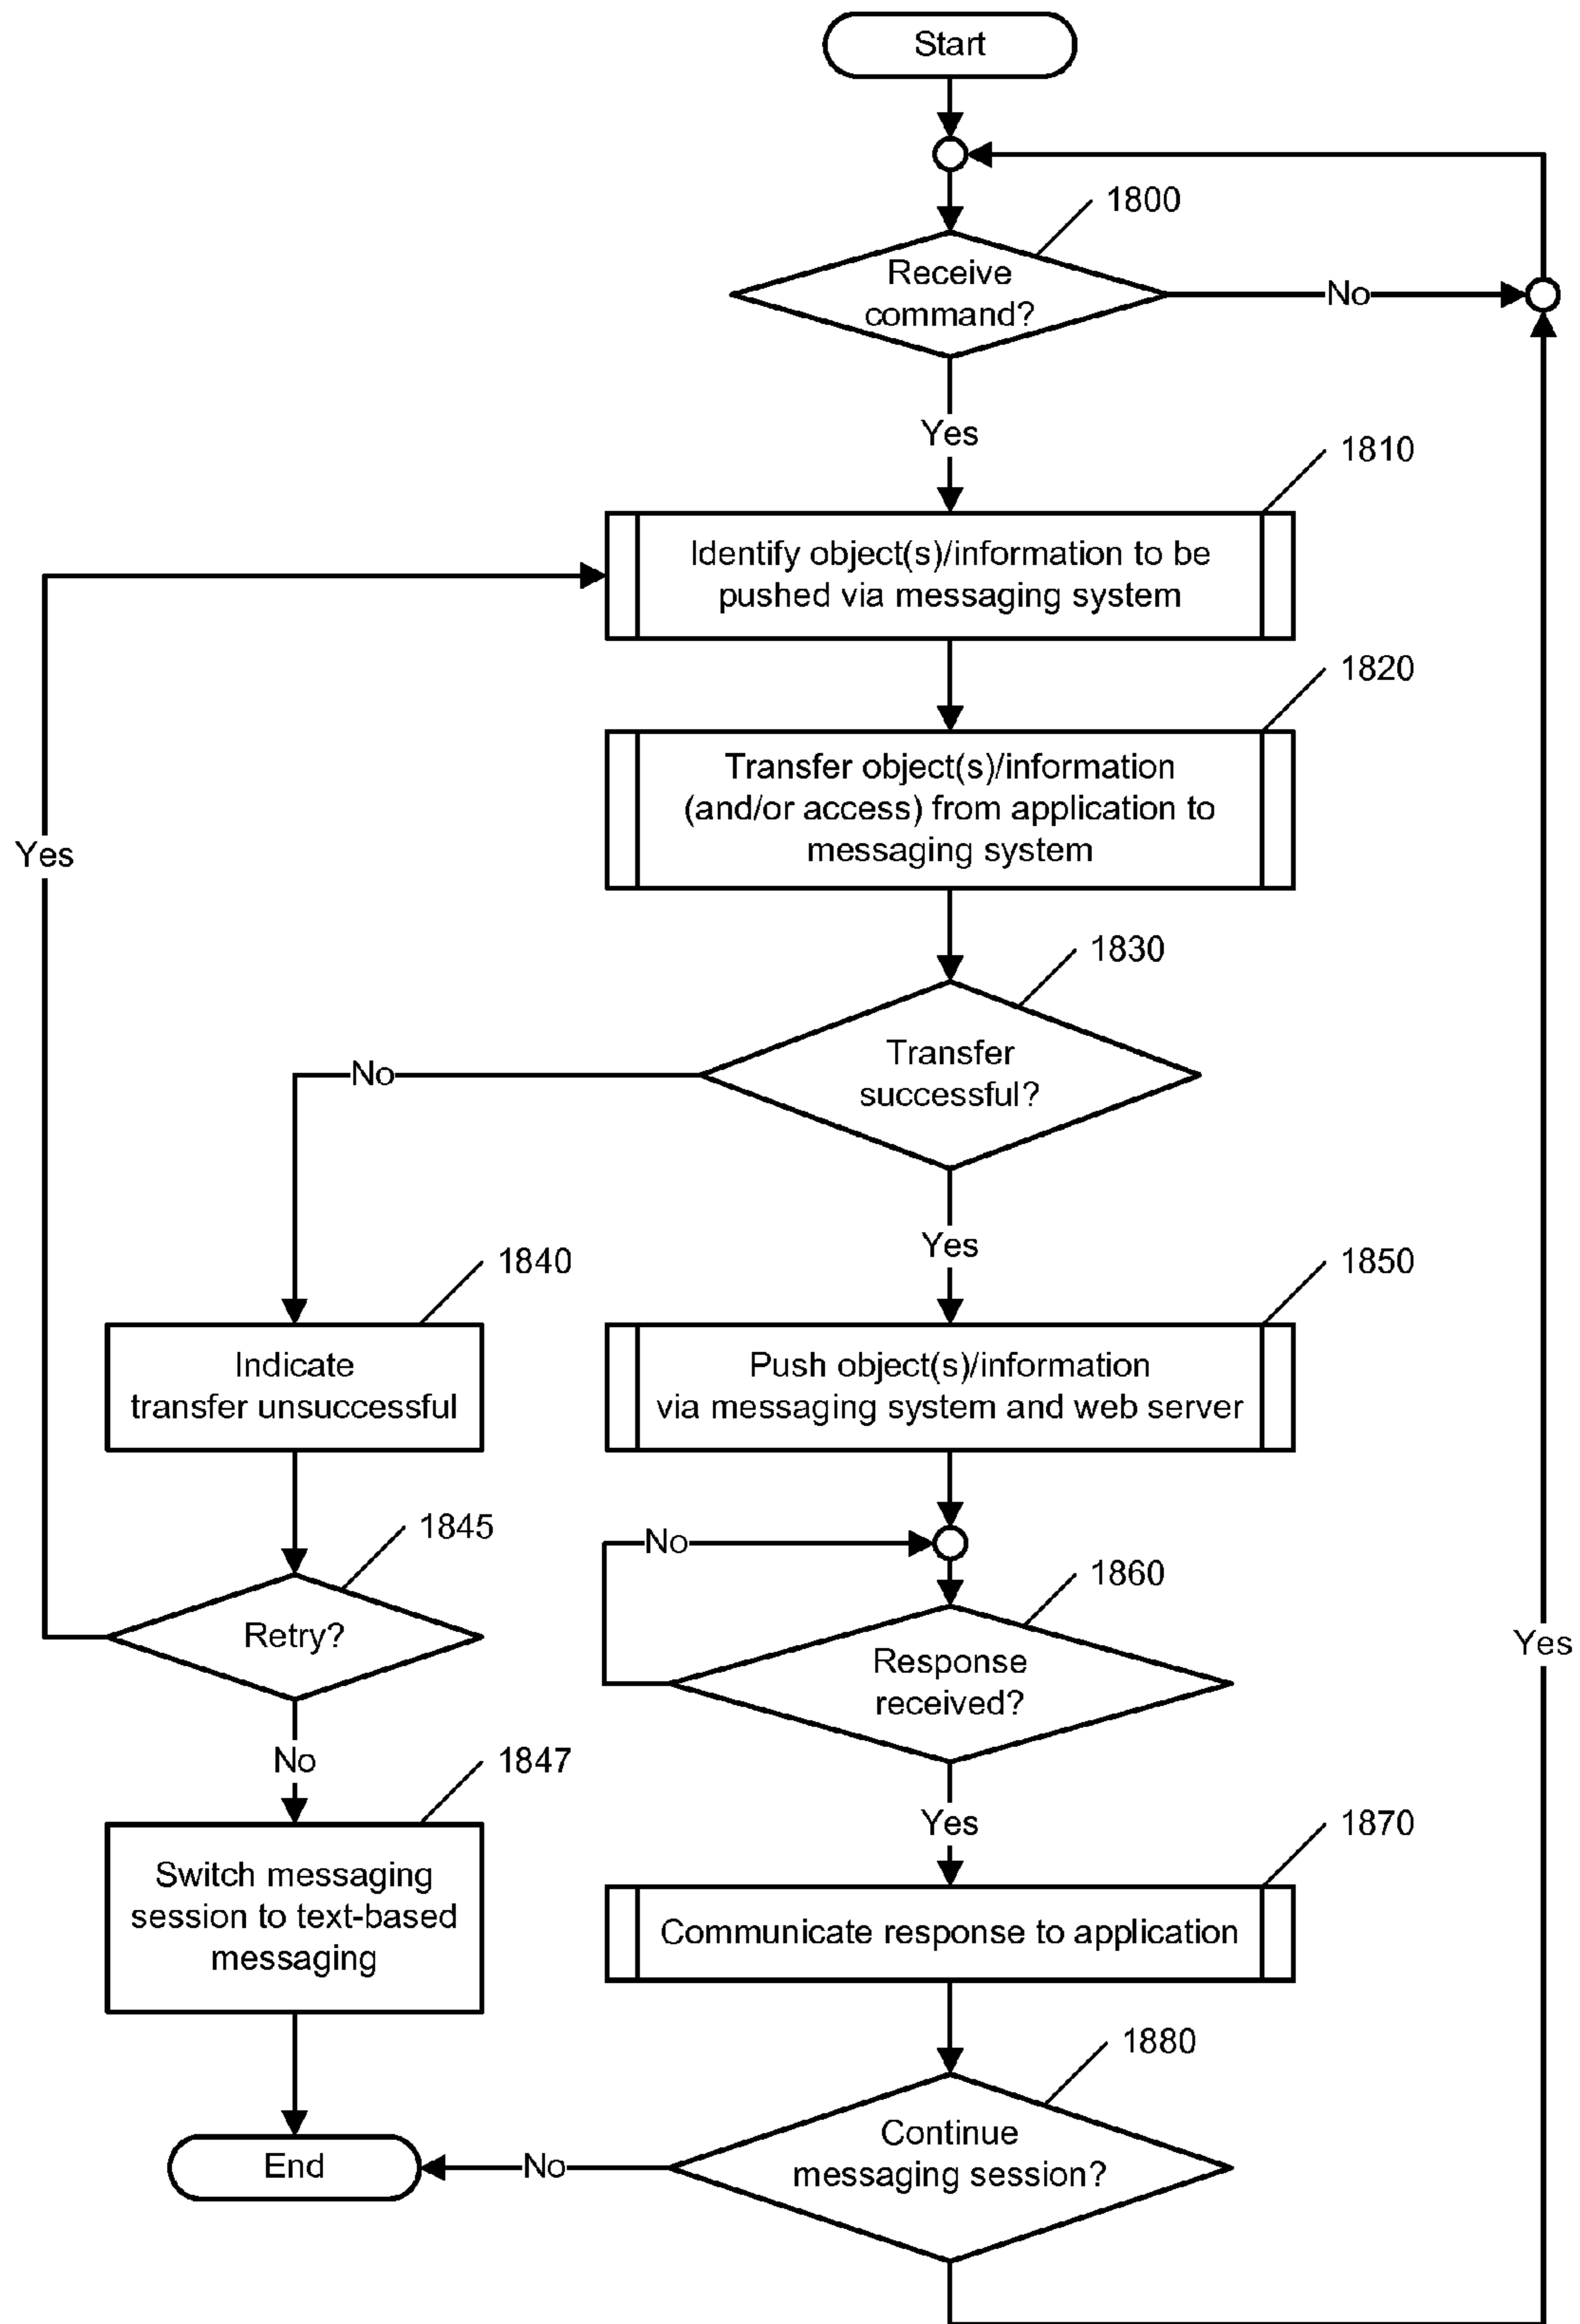 Start
1800
Receive
command?
No
Yes
1810
Identify object(s)/information to be
pushed via messaging system
1820
Transfer object(s)/information
(and/or access) from application to
messaging system
Yes
1830
Transfer
successful?
No
Yes
1840
Indicate
transfer unsuccessful
1850
Push object(s)/information
via messaging system and web server
1845
Retry?
No
1860
Response
received?
Yes
No
1847
Switch messaging
session to text-based
messaging
Yes
1870
Communicate response to application
1880
Continue
messaging session?
No
End